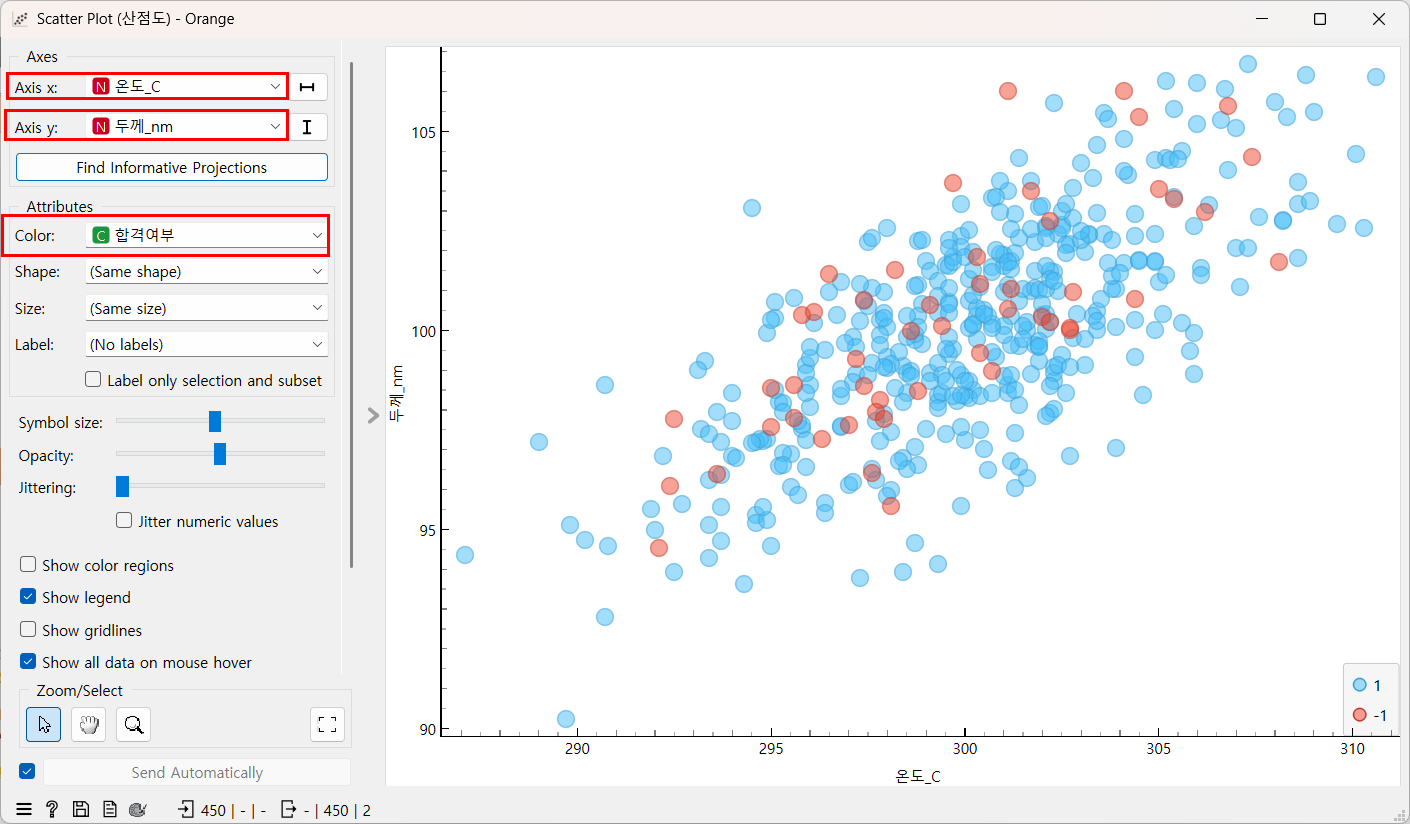 Scatter Plot (산점도) - Orange
Axes
Axis x: N 온도_C
Axis y: N 두께_nm
Find Informative Projections
Attributes
Color: C 합격여부
Shape: (Same shape)
Size: (Same size)
Label: (No labels)
Label only selection and subset
Symbol size:
Opacity:
Jittering:
Jitter numeric values
Show color regions
Show legend
Show gridlines
Show all data on mouse hover
Zoom/Select
Send Automatically
? 450 | - | - - | 450 | 2
두께_nm
105
100
95
90
290 295 300 305 310
온도_C
1
-1